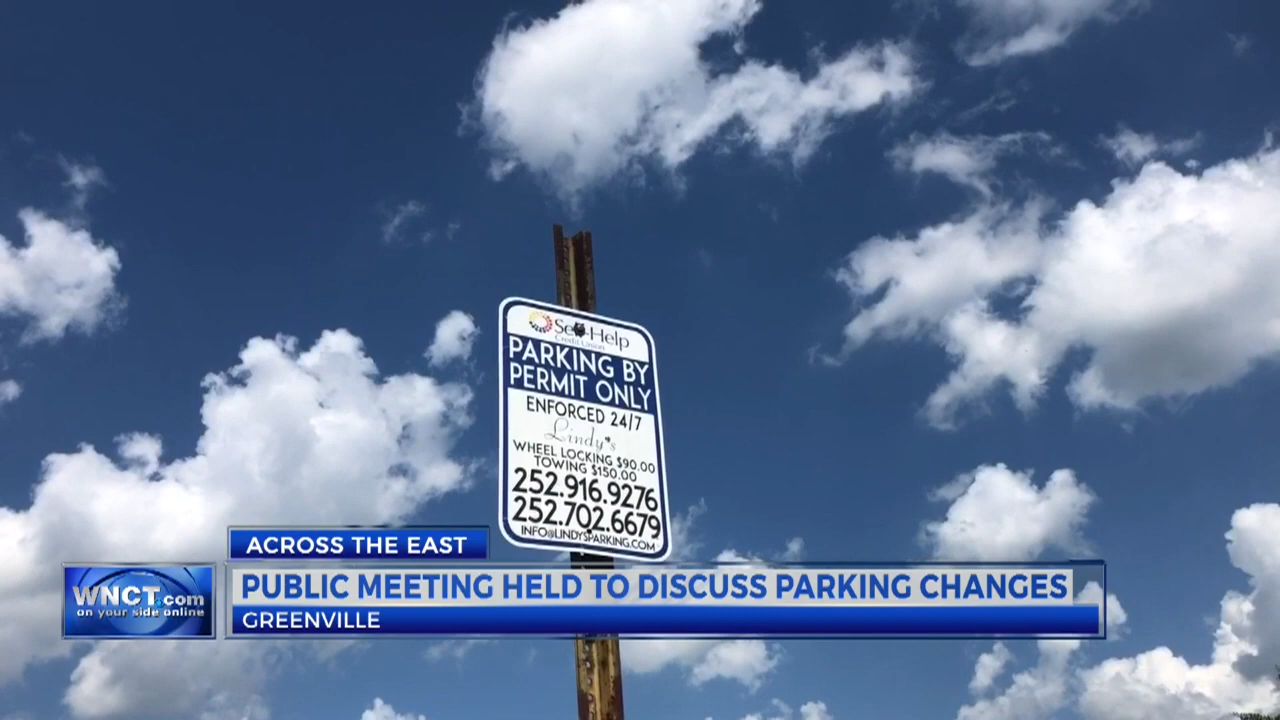 Self-Help
Credit Union
PARKING BY
PERMIT ONLY
ENFORCED 24/7
Lindy's
WHEEL LOCKING $90.00
TOWING $150.00
252.916.9276
252.702.6679
INFO@LINDYSPARKING.COM
ACROSS THE EAST
WNCT.com
on your side online
PUBLIC MEETING HELD TO DISCUSS PARKING CHANGES
GREENVILLE